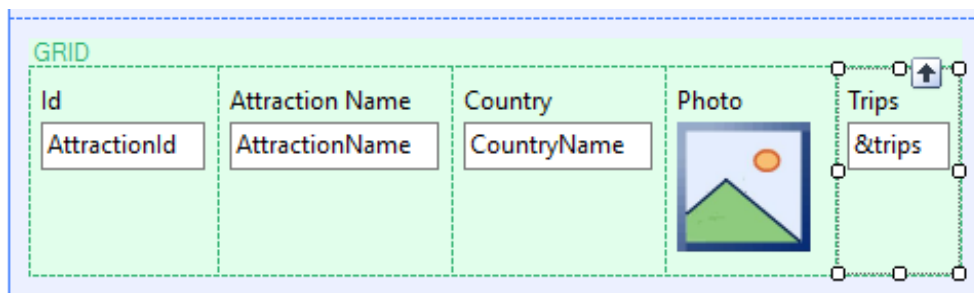 GRID
Id Attraction Name Country Photo Trips
AttractionId AttractionName CountryName &trips